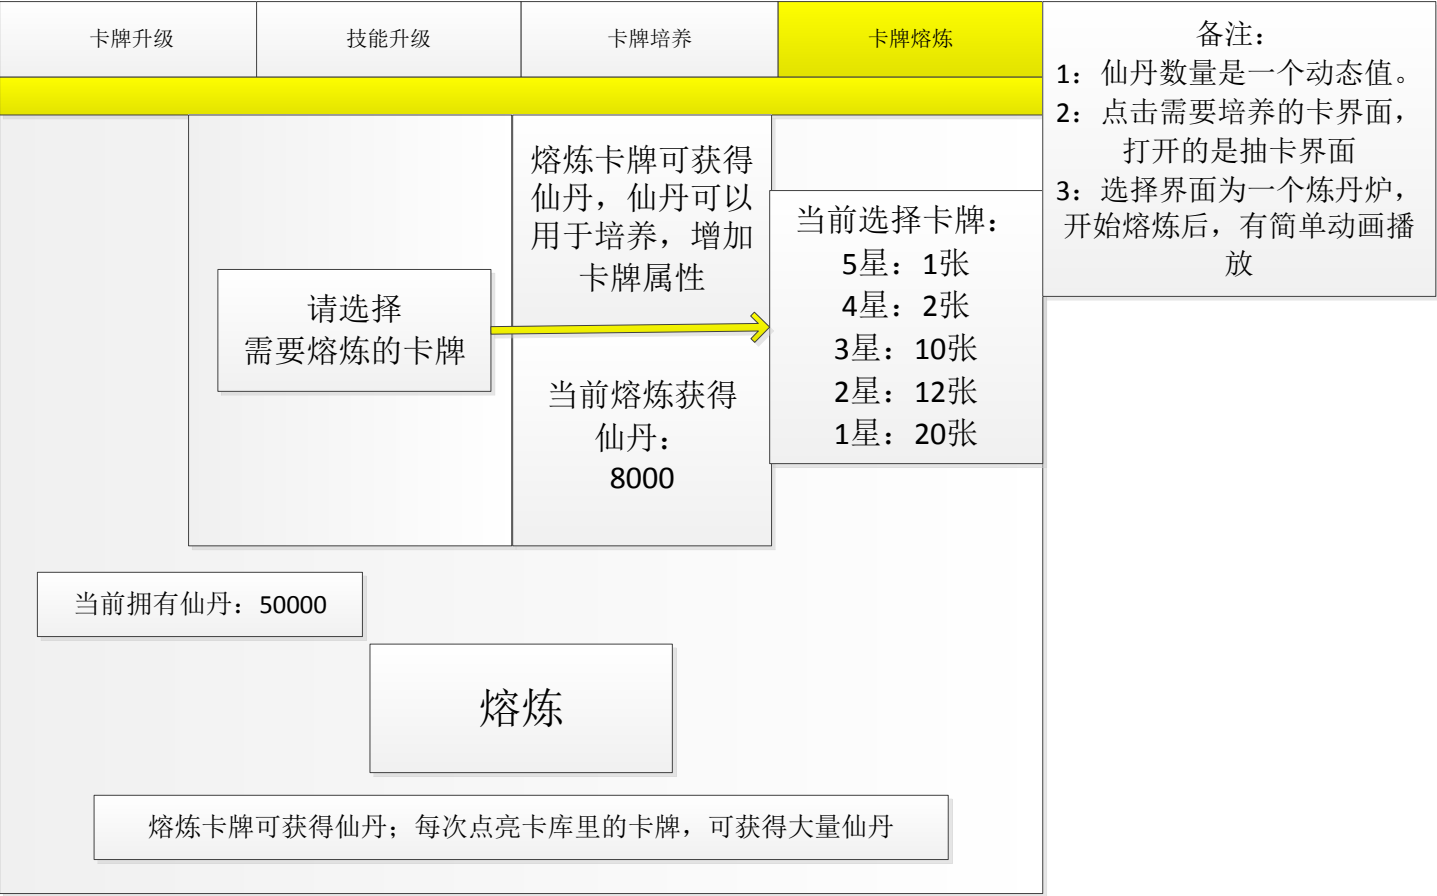 卡牌升级
技能升级
卡牌培养
卡牌熔炼
备注：
1：仙丹数量是一个动态值。
2：点击需要培养的卡界面，
打开的是抽卡界面
3：选择界面为一个炼丹炉，
开始熔炼后，有简单动画播
放
请选择
需要熔炼的卡牌
熔炼卡牌可获得
仙丹，仙丹可以
用于培养，增加
卡牌属性
当前熔炼获得
仙丹：
8000
当前选择卡牌：
5星：1张
4星：2张
3星：10张
2星：12张
1星：20张
当前拥有仙丹：50000
熔炼
熔炼卡牌可获得仙丹；每次点亮卡库里的卡牌，可获得大量仙丹